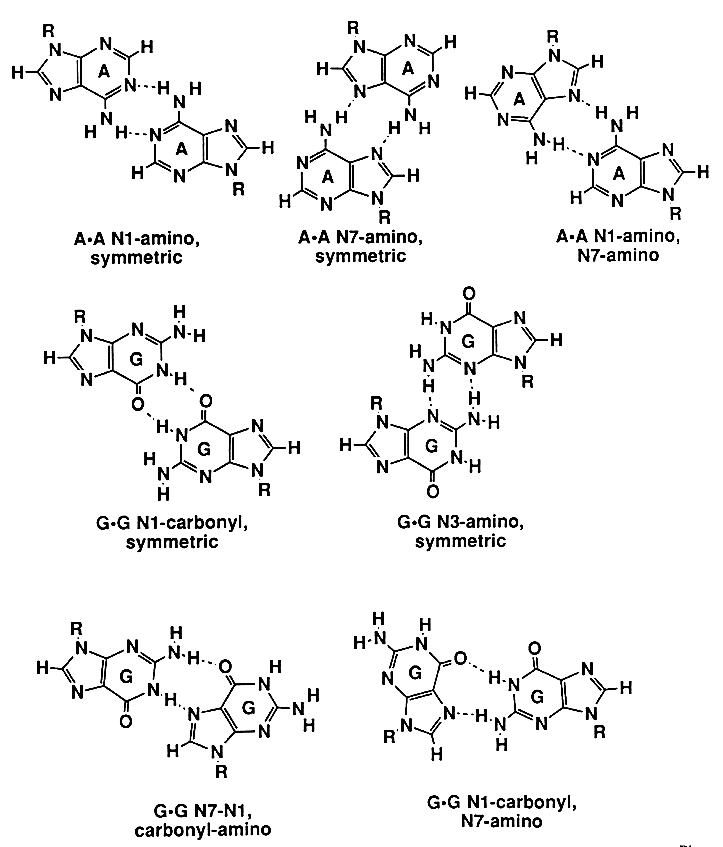 A·A N1-amino,
symmetric
A·A N7-amino,
symmetric
A·A N1-amino,
N7-amino
G·G N1-carbonyl,
symmetric
G·G N3-amino,
symmetric
G·G N7-N1,
carbonyl-amino
G·G N1-carbonyl,
N7-amino